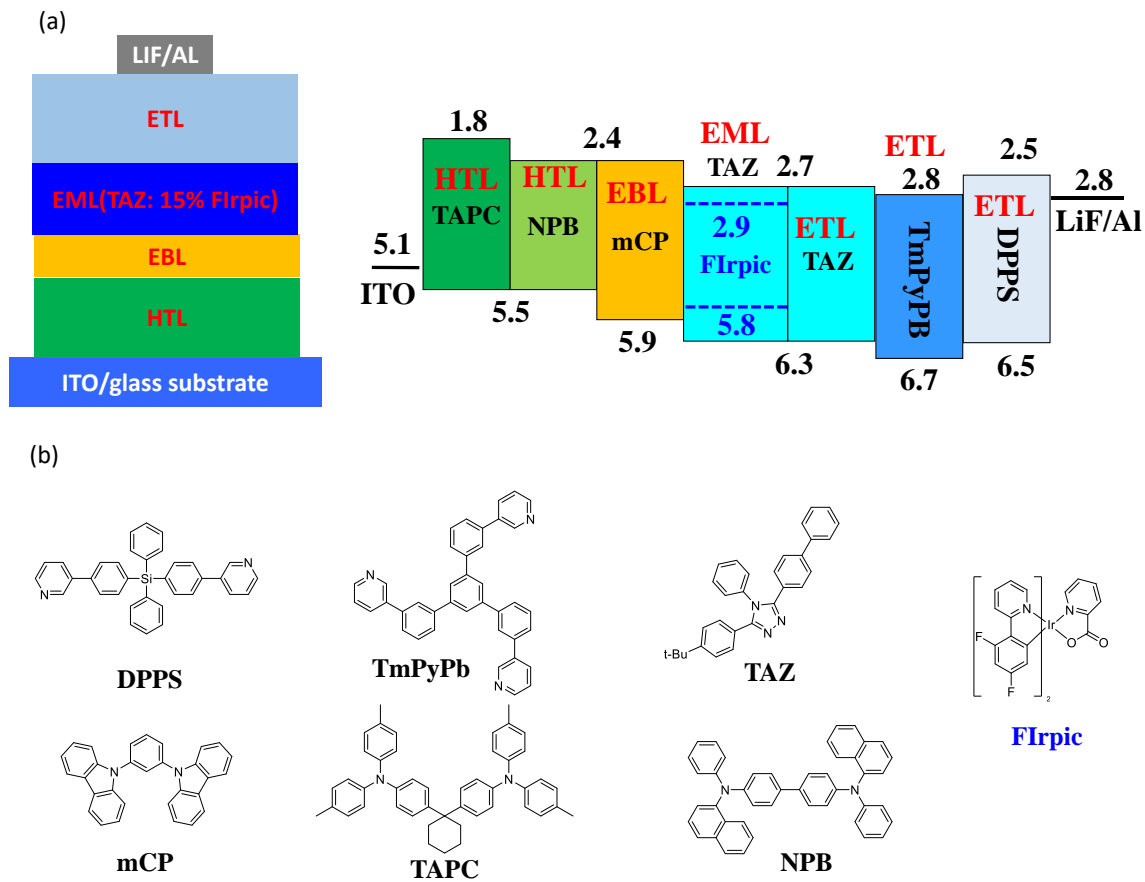 (a)
LIF/AL
ETL
EML(TAZ: 15% FIrpic)
EBL
HTL
ITO/glass substrate
5.1
ITO
1.8
HTL
TAPC
HTL
NPB
5.5
2.4
EBL
mCP
5.9
EML
TAZ
2.9
FIrpic
5.8
2.7
ETL
TAZ
6.3
ETL
2.8
TmPyPB
6.7
2.5
ETL
DPPS
6.5
2.8
LiF/Al
(b)
N
Si
N
DPPS
N
N
N
TmPyPb
N
N
N
t-Bu
TAZ
N
N
Ir
O
O
F
F
2
FIrpic
N
N
mCP
N
N
TAPC
N
N
NPB